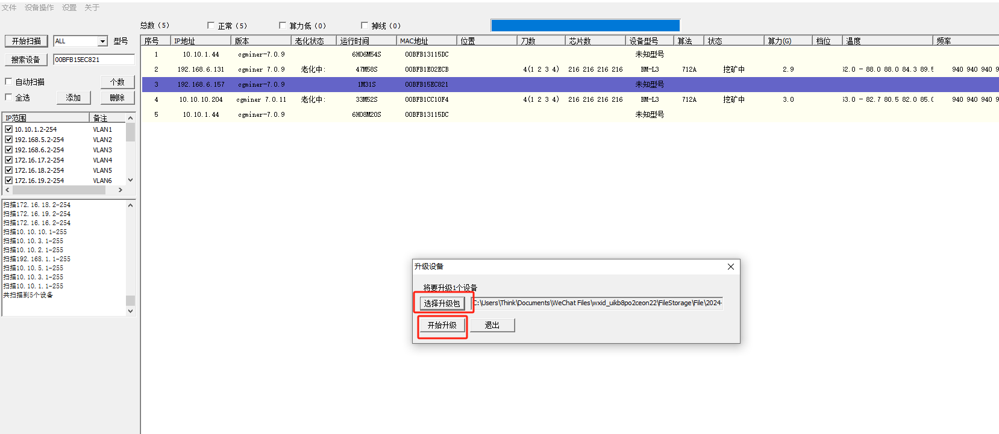 文件 设备操作 设置 关于
总数（5） 正常（5） 算力低（0） 掉线（0）
开始扫描 ALL 型号
搜索设备 00BFB15EC821
自动扫描 个数
全选 添加 删除
IP范围 备注
10.10.1.2-254 VLAN1
192.168.5.2-254 VLAN2
192.168.6.2-254 VLAN3
172.16.17.2-254 VLAN4
172.16.18.2-254 VLAN5
172.16.19.2-254 VLAN6
扫描172.16.18.2-254
扫描172.16.19.2-254
扫描172.16.16.2-254
扫描10.10.10.1-255
扫描10.10.3.1-255
扫描10.10.2.1-255
扫描192.168.1.1-255
扫描10.10.5.1-255
扫描10.10.3.1-255
扫描10.10.1.1-255
共扫描到5个设备
序号 IP地址 版本 老化状态 运行时间 MAC地址 位置 刀数 芯片数 设备型号 算法 状态 算力(G) 档位 温度 频率
1 10.10.1.44 cgminer-7.0.9 6H06M54S 00BFB13115DC 未知型号
2 192.168.6.131 cgminer 7.0.9 老化中: 47M58S 00BFB1E02ECB 4(1 2 3 4) 216 216 216 216 BM-L3 712A 挖矿中 2.9 52.0 - 88.0 88.0 84.3 89.5 940 940 940 9
3 192.168.6.157 cgminer-7.0.9 1M31S 00BFB15EC821 未知型号
4 10.10.10.204 cgminer 7.0.11 老化中: 33M52S 00BFB1CC10F4 4(1 2 3 4) 216 216 216 216 BM-L3 712A 挖矿中 3.0 53.0 - 82.7 80.5 82.0 85.0 940 940 940 9
5 10.10.1.44 cgminer-7.0.9 6H08M20S 00BFB13115DC 未知型号
升级设备
将要升级1个设备
选择升级包 C:\Users\Think\Documents\WeChat Files\wxid_uikb8po2ceon22\FileStorage\File\2024-
开始升级 退出